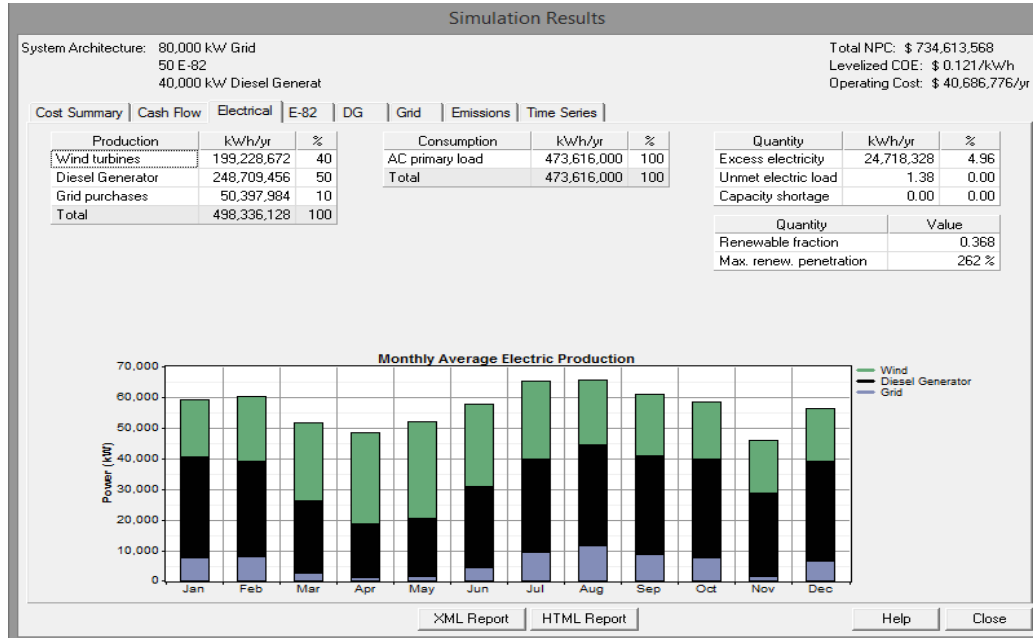 Simulation Results
System Architecture: 80,000 kW Grid
50 E-82
40,000 kW Diesel Generat
Total NPC: $ 734,613,568
Levelized COE: $ 0.121/kWh
Operating Cost: $ 40,686,776/yr
Cost Summary Cash Flow Electrical E-82 DG Grid Emissions Time Series
Production kWh/yr %
Wind turbines 199,228,672 40
Diesel Generator 248,709,456 50
Grid purchases 50,397,984 10
Total 498,336,128 100
Consumption kWh/yr %
AC primary load 473,616,000 100
Total 473,616,000 100
Quantity kWh/yr %
Excess electricity 24,718,328 4.96
Unmet electric load 1.38 0.00
Capacity shortage 0.00 0.00
Quantity Value
Renewable fraction 0.368
Max. renew. penetration 262 %
Monthly Average Electric Production
Power (kW)
70,000
60,000
50,000
40,000
30,000
20,000
10,000
0
Jan Feb Mar Apr May Jun Jul Aug Sep Oct Nov Dec
Wind
Diesel Generator
Grid
XML Report HTML Report Help Close